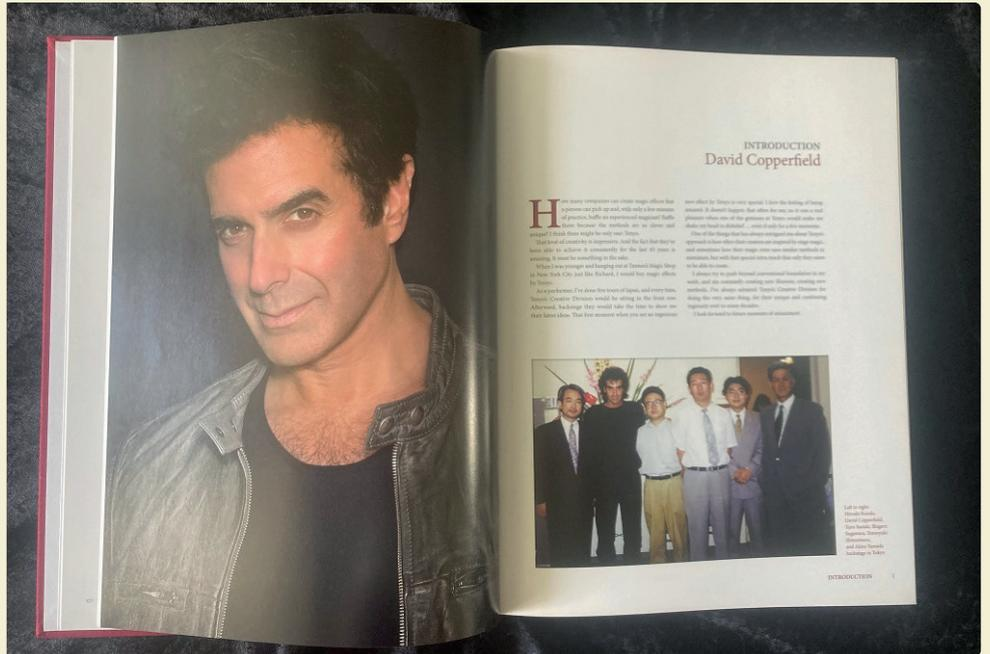 INTRODUCTION
David Copperfield
How many companies can create magic effects that
a person can pick up and, with only a few minutes
of practice, baffle an experienced magician? Baffle
them because the methods are so clever and
unique? I think there might be only one: Tenyo.
That level of creativity is impressive. And the fact that they've
been able to achieve it consistently for the last years is
amazing. It must be something in the sake.
When I was younger and hanging out at Tannen's Magic Shop
in New York City just like Richard, I would buy magic effects
by Tenyo.
As a performer, I've done five tours of Japan, and every time,
Tenyo's Creative Division would be sitting in the front row.
Afterward, backstage they would take the time to show me
their latest ideas. That first moment when you see an ingenious
new effect by Tenyo is very special. I love the feeling of being
amazed. It doesn't happen that often for me, so it was a real
pleasure when one of the geniuses at Tenyo would make me
shake my head in disbelief ... even if only for a few moments.
One of the things that has always intrigued me about Tenyo's
approach is how often their creations are inspired by stage magic,
and sometimes how their magic even uses similar methods in
miniature, but with that special extra touch that only they seem
to be able to create.
I always try to push beyond conventional foundation in my
work, and am constantly creating new illusions, creating new
methods. I've always admired Tenyo's Creative Division for
doing the very same thing, for their unique and continuing
ingenuity over so many decades.
I look forward to future moments of amazement.
Left to right:
Hiroshi Kondo,
David Copperfield,
Suzuki, Shigeru
Sugawara, Tomoyuki
Shimomura,
and Akira
backstage in Tokyo.
INTRODUCTION